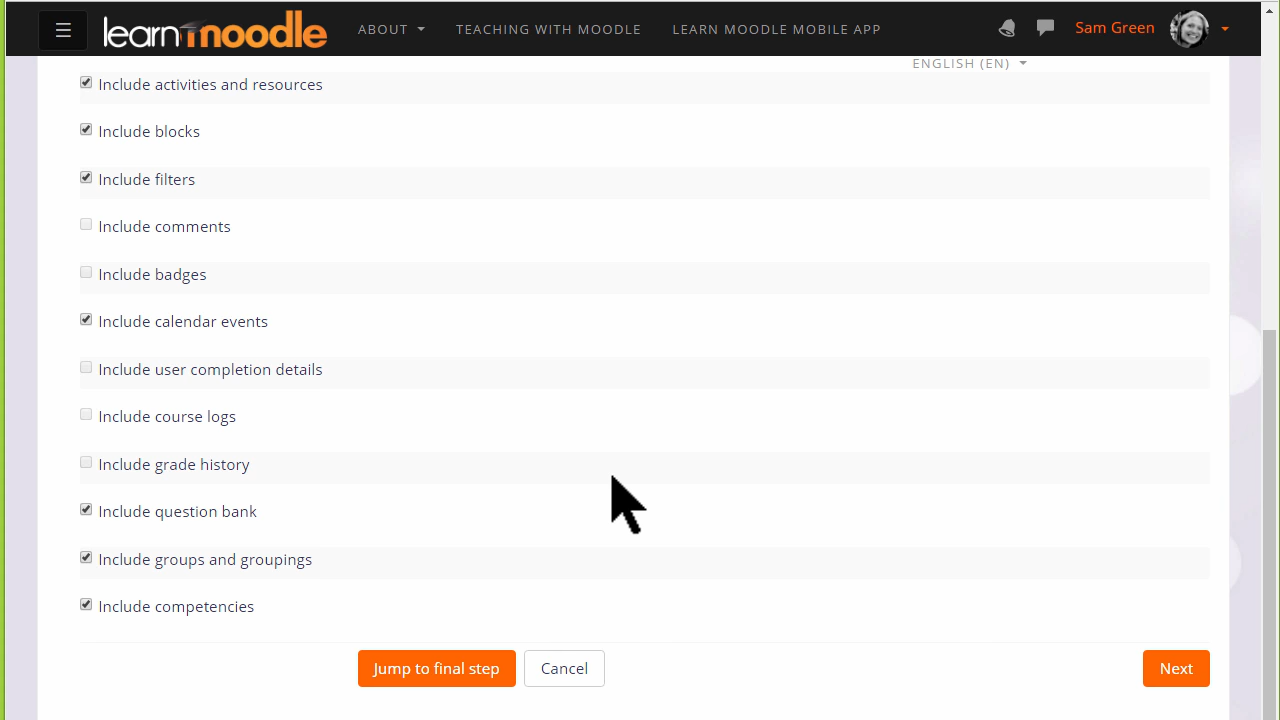 learn moodle ABOUT TEACHING WITH MOODLE LEARN MOODLE MOBILE APP Sam Green
ENGLISH (EN)
Include activities and resources
Include blocks
Include filters
Include comments
Include badges
Include calendar events
Include user completion details
Include course logs
Include grade history
Include question bank
Include groups and groupings
Include competencies
Jump to final step Cancel Next